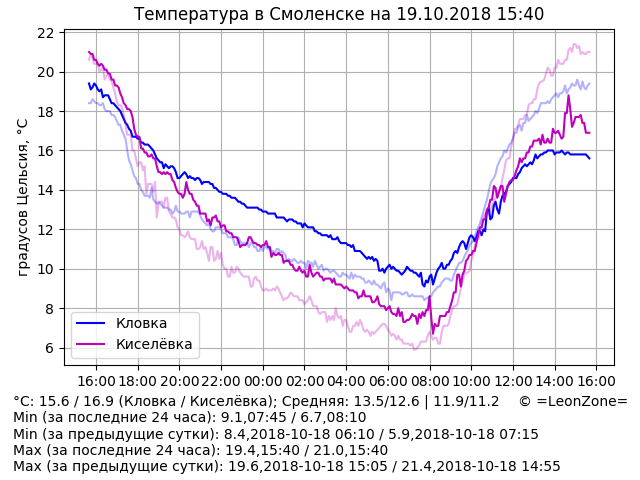 Температура в Смоленске на 19.10.2018 15:40
градусов Цельсия, °C
22
20
18
16
14
12
10
8
6
Кловка
Киселёвка
16:00 18:00 20:00 22:00 00:00 02:00 04:00 06:00 08:00 10:00 12:00 14:00 16:00
°C: 15.6 / 16.9 (Кловка / Киселёвка); Средняя: 13.5/12.6 | 11.9/11.2 © =LeonZone=
Min (за последние 24 часа): 9.1,07:45 / 6.7,08:10
Min (за предыдущие сутки): 8.4,2018-10-18 06:10 / 5.9,2018-10-18 07:15
Max (за последние 24 часа): 19.4,15:40 / 21.0,15:40
Max (за предыдущие сутки): 19.6,2018-10-18 15:05 / 21.4,2018-10-18 14:55